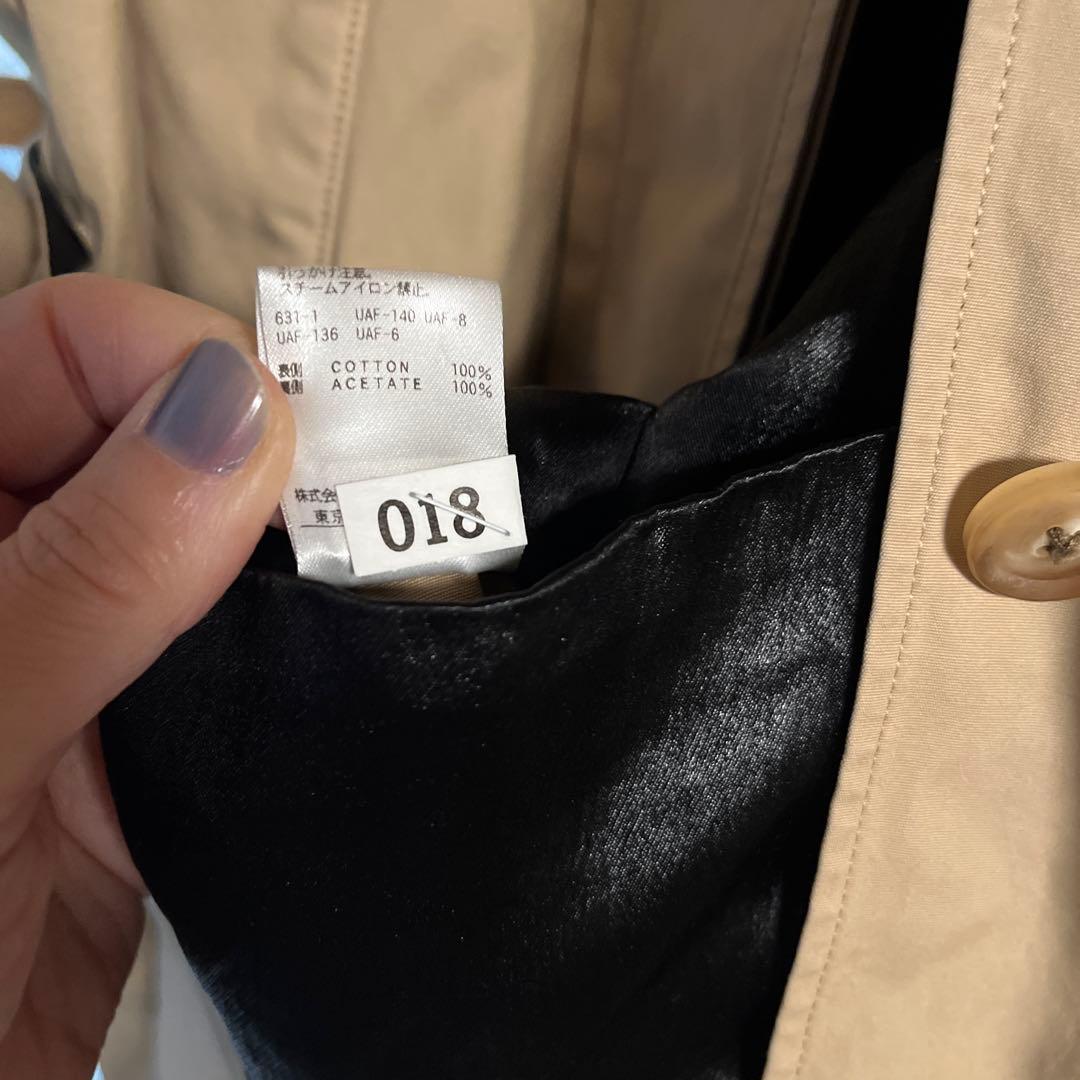 引っかけ注意。
スチームアイロン禁止。
631-1 UAF-140 UAF-8
UAF-136 UAF-6
表側 COTTON 100%
裏側 ACETATE 100%
株式会
東京
018